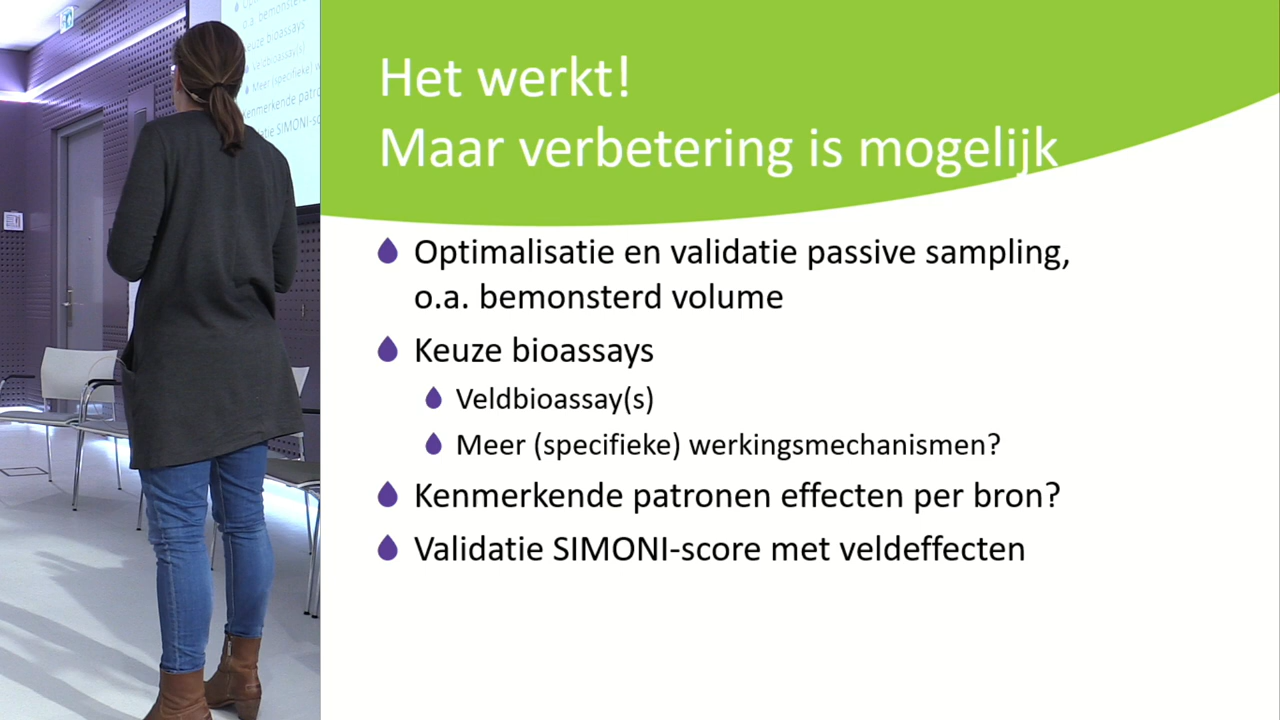 Het werkt!
Maar verbetering is mogelijk
Optimalisatie en validatie passive sampling,
o.a. bemonsterd volume
Keuze bioassays
Veldbioassay(s)
Meer (specifieke) werkingsmechanismen?
Kenmerkende patronen effecten per bron?
Validatie SIMONI-score met veldeffecten